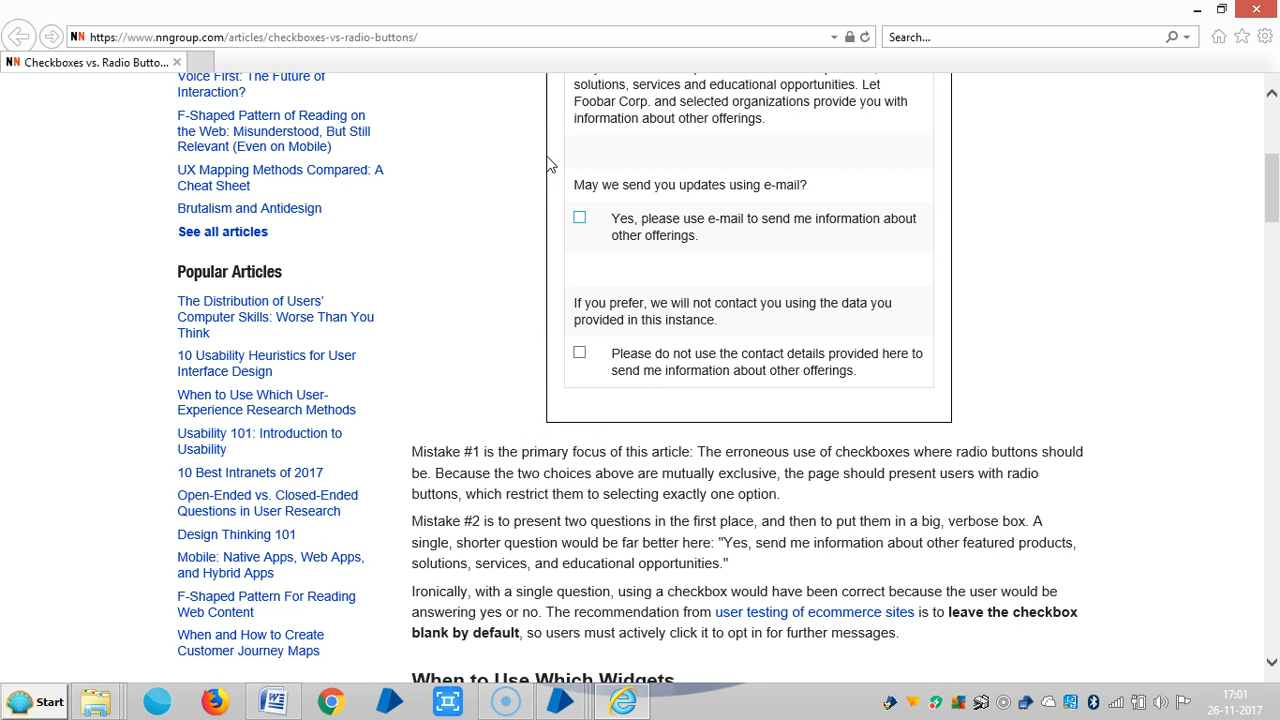 https://www.nngroup.com/articles/checkboxes-vs-radio-buttons/
Search...
NN Checkboxes vs. Radio Butto...
Voice First: The Future of
Interaction?
F-Shaped Pattern of Reading on
the Web: Misunderstood, But Still
Relevant (Even on Mobile)
UX Mapping Methods Compared: A
Cheat Sheet
Brutalism and Antidesign
See all articles
Popular Articles
The Distribution of Users'
Computer Skills: Worse Than You
Think
10 Usability Heuristics for User
Interface Design
When to Use Which User-
Experience Research Methods
Usability 101: Introduction to
Usability
10 Best Intranets of 2017
Open-Ended vs. Closed-Ended
Questions in User Research
Design Thinking 101
Mobile: Native Apps, Web Apps,
and Hybrid Apps
F-Shaped Pattern For Reading
Web Content
When and How to Create
Customer Journey Maps
solutions, services and educational opportunities. Let
Foobar Corp. and selected organizations provide you with
information about other offerings.
May we send you updates using e-mail?
Yes, please use e-mail to send me information about
other offerings.
If you prefer, we will not contact you using the data you
provided in this instance.
Please do not use the contact details provided here to
send me information about other offerings.
Mistake #1 is the primary focus of this article: The erroneous use of checkboxes where radio buttons should
be. Because the two choices above are mutually exclusive, the page should present users with radio
buttons, which restrict them to selecting exactly one option.
Mistake #2 is to present two questions in the first place, and then to put them in a big, verbose box. A
single, shorter question would be far better here: "Yes, send me information about other featured products,
solutions, services, and educational opportunities."
Ironically, with a single question, using a checkbox would have been correct because the user would be
answering yes or no. The recommendation from user testing of ecommerce sites is to leave the checkbox
blank by default, so users must actively click it to opt in for further messages.
When to Use Which Widgets
Start
17:01
26-11-2017